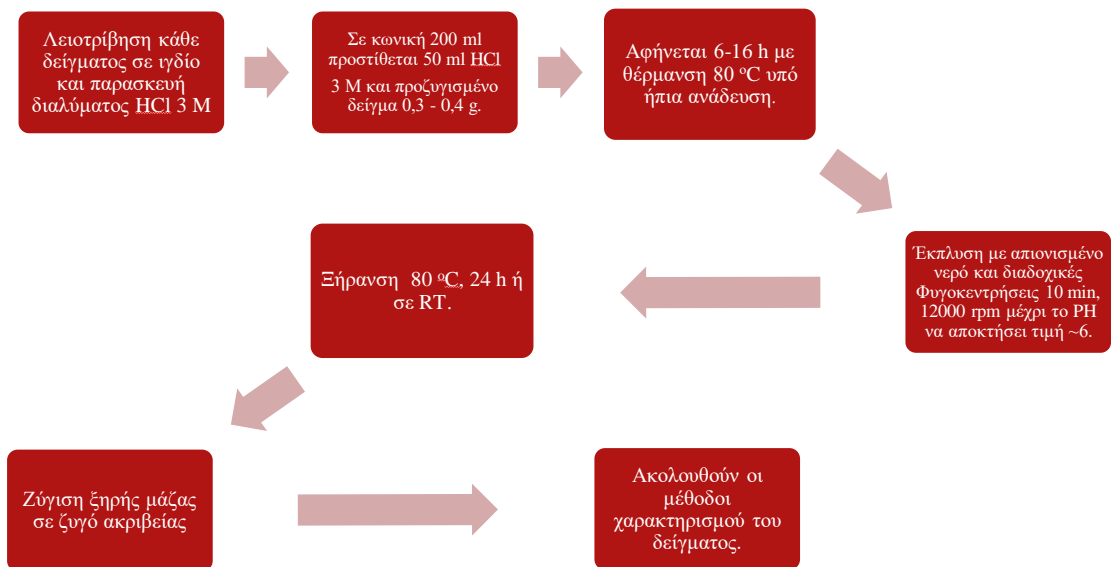 Λειοτρίβηση κάθε
δείγματος σε ιγδίο
και παρασκευή
διαλύματος HCl 3 M
Σε κωνική 200 ml
προστίθεται 50 ml HCl
3 M και προζυγισμένο
δείγμα 0,3 - 0,4 g.
Αφήνεται 6-16 h με
θέρμανση 80 °C υπό
ήπια ανάδευση.
Έκπλυση με απιονισμένο
νερό και διαδοχικές
Φυγοκεντρήσεις 10 min,
12000 rpm μέχρι το PH
να αποκτήσει τιμή ~6.
Ξήρανση 80 °C, 24 h ή
σε RT.
Ζύγιση ξηρής μάζας
σε ζυγό ακριβείας
Ακολουθούν οι
μέθοδοι
χαρακτηρισμού του
δείγματος.